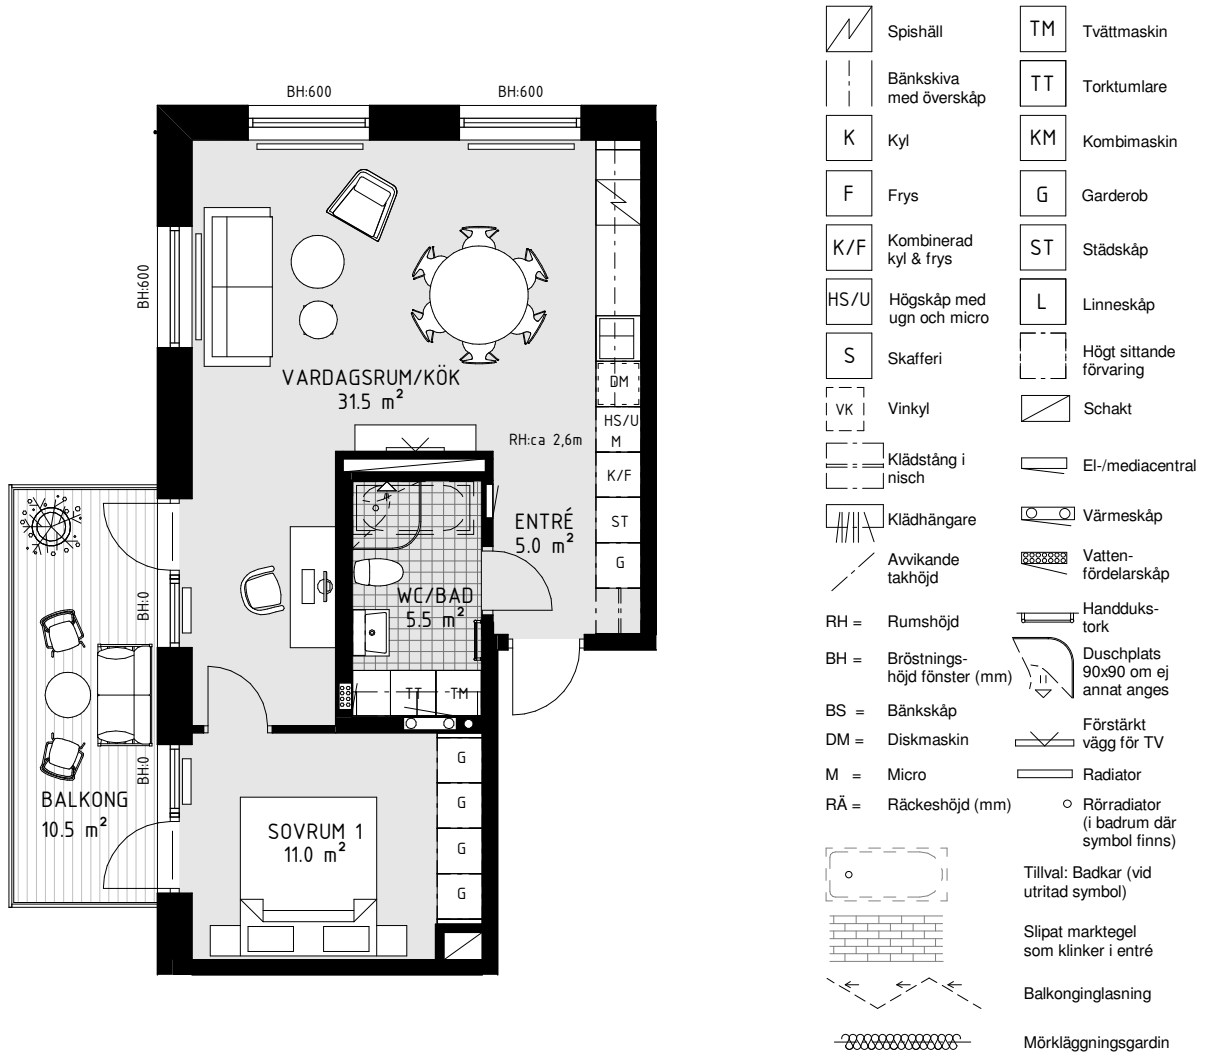 BH:600
BH:600
BH:600
VARDAGSRUM/KÖK
31.5 m²
RH:ca 2,6m
DM
HS/U
M
K/F
ST
G
ENTRÉ
5.0 m²
WC/BAD
5.5 m²
TT
TM
BH:0
BH:0
BALKONG
10.5 m²
SOVRUM 1
11.0 m²
G
G
G
G
Spishäll
Bänkskiva
med överskåp
K
Kyl
F
Frys
K/F
Kombinerad
kyl & frys
HS/U
Högskåp med
ugn och micro
S
Skafferi
VK
Vinkyl
Klädstång i
nisch
Klädhängare
Avvikande
takhöjd
RH = Rumshöjd
BH = Bröstnings-
höjd fönster (mm)
BS = Bänkskåp
DM = Diskmaskin
M = Micro
RÄ = Räckeshöjd (mm)
TM
Tvättmaskin
TT
Torktumlare
KM
Kombimaskin
G
Garderob
ST
Städskåp
L
Linneskåp
Högt sittande
förvaring
Schakt
El-/mediacentral
Värmeskåp
Vatten-
fördelarskåp
Handduks-
tork
Duschplats
90x90 om ej
annat anges
Förstärkt
vägg för TV
Radiator
Rörradiator
(i badrum där
symbol finns)
Tillval: Badkar (vid
utritad symbol)
Slipat marktegel
som klinker i entré
Balkonginglasning
Mörkläggningsgardin